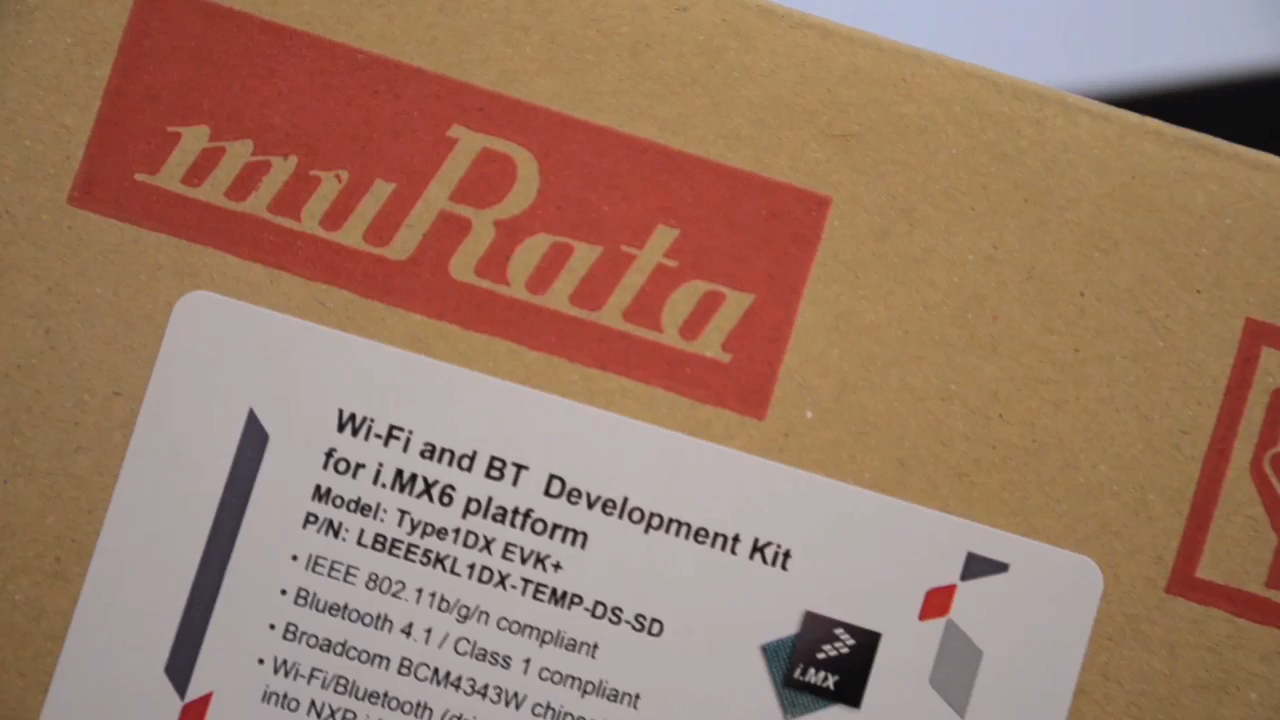 muRata
Wi-Fi and BT Development Kit
for i.MX6 platform
Model: Type1DX EVK+
P/N: LBEE5KL1DX-TEMP-DS-SD
• IEEE 802.11b/g/n compliant
• Bluetooth 4.1 / Class 1 compliant
• Broadcom BCM4343W
• Wi-Fi/Bluetooth
into NXP
i.MX